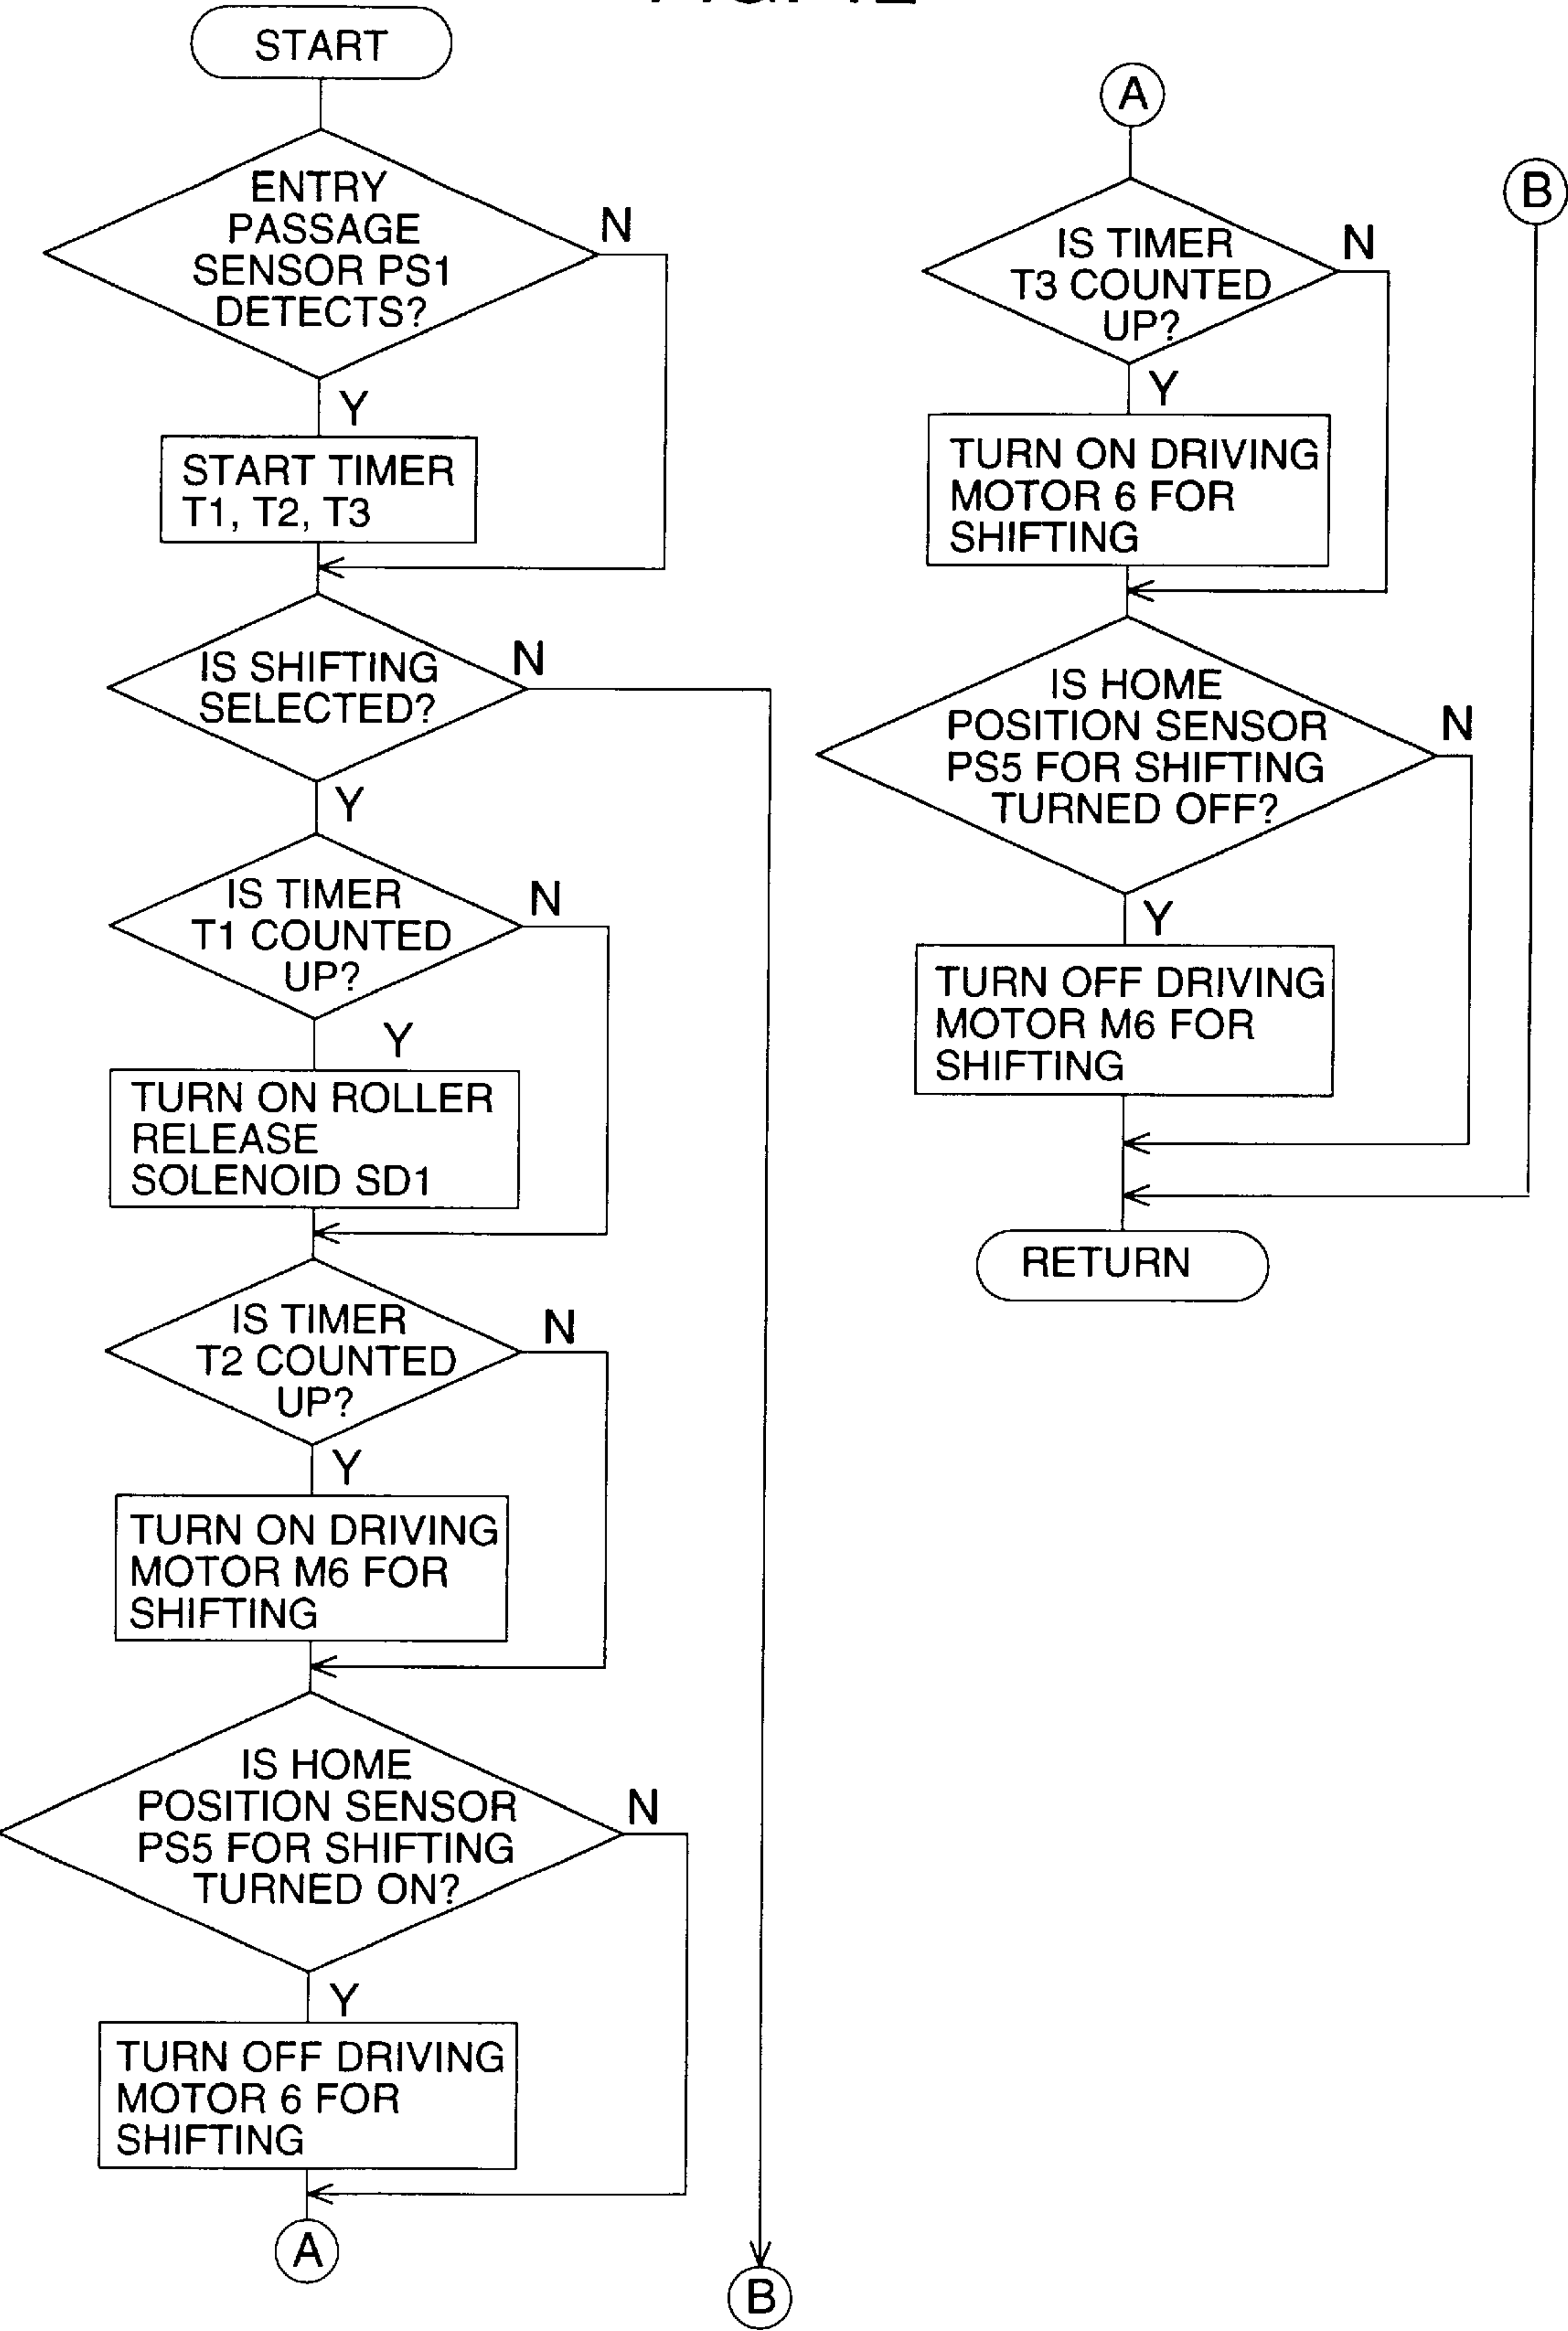 START
ENTRY
PASSAGE
SENSOR PS1
DETECTS?
N
Y
START TIMER
T1, T2, T3
IS SHIFTING
SELECTED?
N
Y
IS TIMER
T1 COUNTED
UP?
N
Y
TURN ON ROLLER
RELEASE
SOLENOID SD1
IS TIMER
T2 COUNTED
UP?
N
Y
TURN ON DRIVING
MOTOR M6 FOR
SHIFTING
IS HOME
POSITION SENSOR
PS5 FOR SHIFTING
TURNED ON?
N
Y
TURN OFF DRIVING
MOTOR 6 FOR
SHIFTING
A
B
A
B
IS TIMER
T3 COUNTED
UP?
N
Y
TURN ON DRIVING
MOTOR 6 FOR
SHIFTING
IS HOME
POSITION SENSOR
PS5 FOR SHIFTING
TURNED OFF?
N
Y
TURN OFF DRIVING
MOTOR M6 FOR
SHIFTING
RETURN